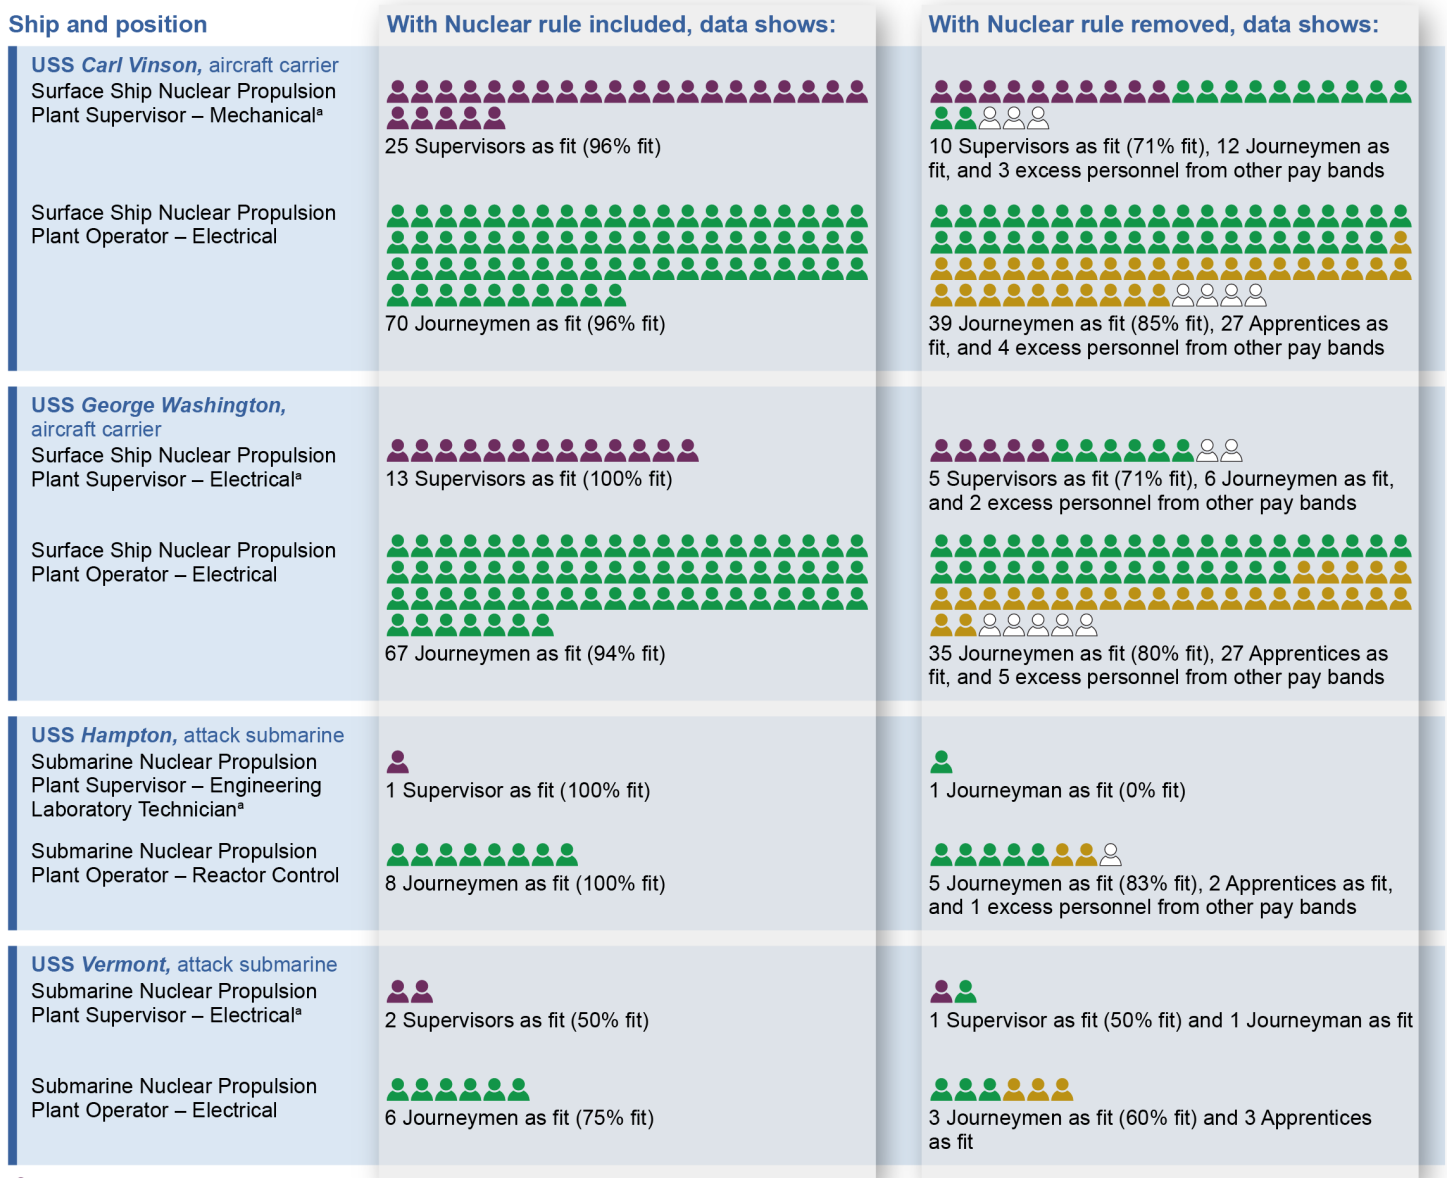 Ship and position
With Nuclear rule included, data shows:
With Nuclear rule removed, data shows:
USS Carl Vinson, aircraft carrier
Surface Ship Nuclear Propulsion
Plant Supervisor – Mechanicalᵃ
25 Supervisors as fit (96% fit)
10 Supervisors as fit (71% fit), 12 Journeymen as
fit, and 3 excess personnel from other pay bands
Surface Ship Nuclear Propulsion
Plant Operator – Electrical
70 Journeymen as fit (96% fit)
39 Journeymen as fit (85% fit), 27 Apprentices as
fit, and 4 excess personnel from other pay bands
USS George Washington,
aircraft carrier
Surface Ship Nuclear Propulsion
Plant Supervisor – Electricalᵃ
13 Supervisors as fit (100% fit)
5 Supervisors as fit (71% fit), 6 Journeymen as fit,
and 2 excess personnel from other pay bands
Surface Ship Nuclear Propulsion
Plant Operator – Electrical
67 Journeymen as fit (94% fit)
35 Journeymen as fit (80% fit), 27 Apprentices as
fit, and 5 excess personnel from other pay bands
USS Hampton, attack submarine
Submarine Nuclear Propulsion
Plant Supervisor – Engineering
Laboratory Technicianᵃ
1 Supervisor as fit (100% fit)
1 Journeyman as fit (0% fit)
Submarine Nuclear Propulsion
Plant Operator – Reactor Control
8 Journeymen as fit (100% fit)
5 Journeymen as fit (83% fit), 2 Apprentices as fit,
and 1 excess personnel from other pay bands
USS Vermont, attack submarine
Submarine Nuclear Propulsion
Plant Supervisor – Electricalᵃ
2 Supervisors as fit (50% fit)
1 Supervisor as fit (50% fit) and 1 Journeyman as fit
Submarine Nuclear Propulsion
Plant Operator – Electrical
6 Journeymen as fit (75% fit)
3 Journeymen as fit (60% fit) and 3 Apprentices
as fit